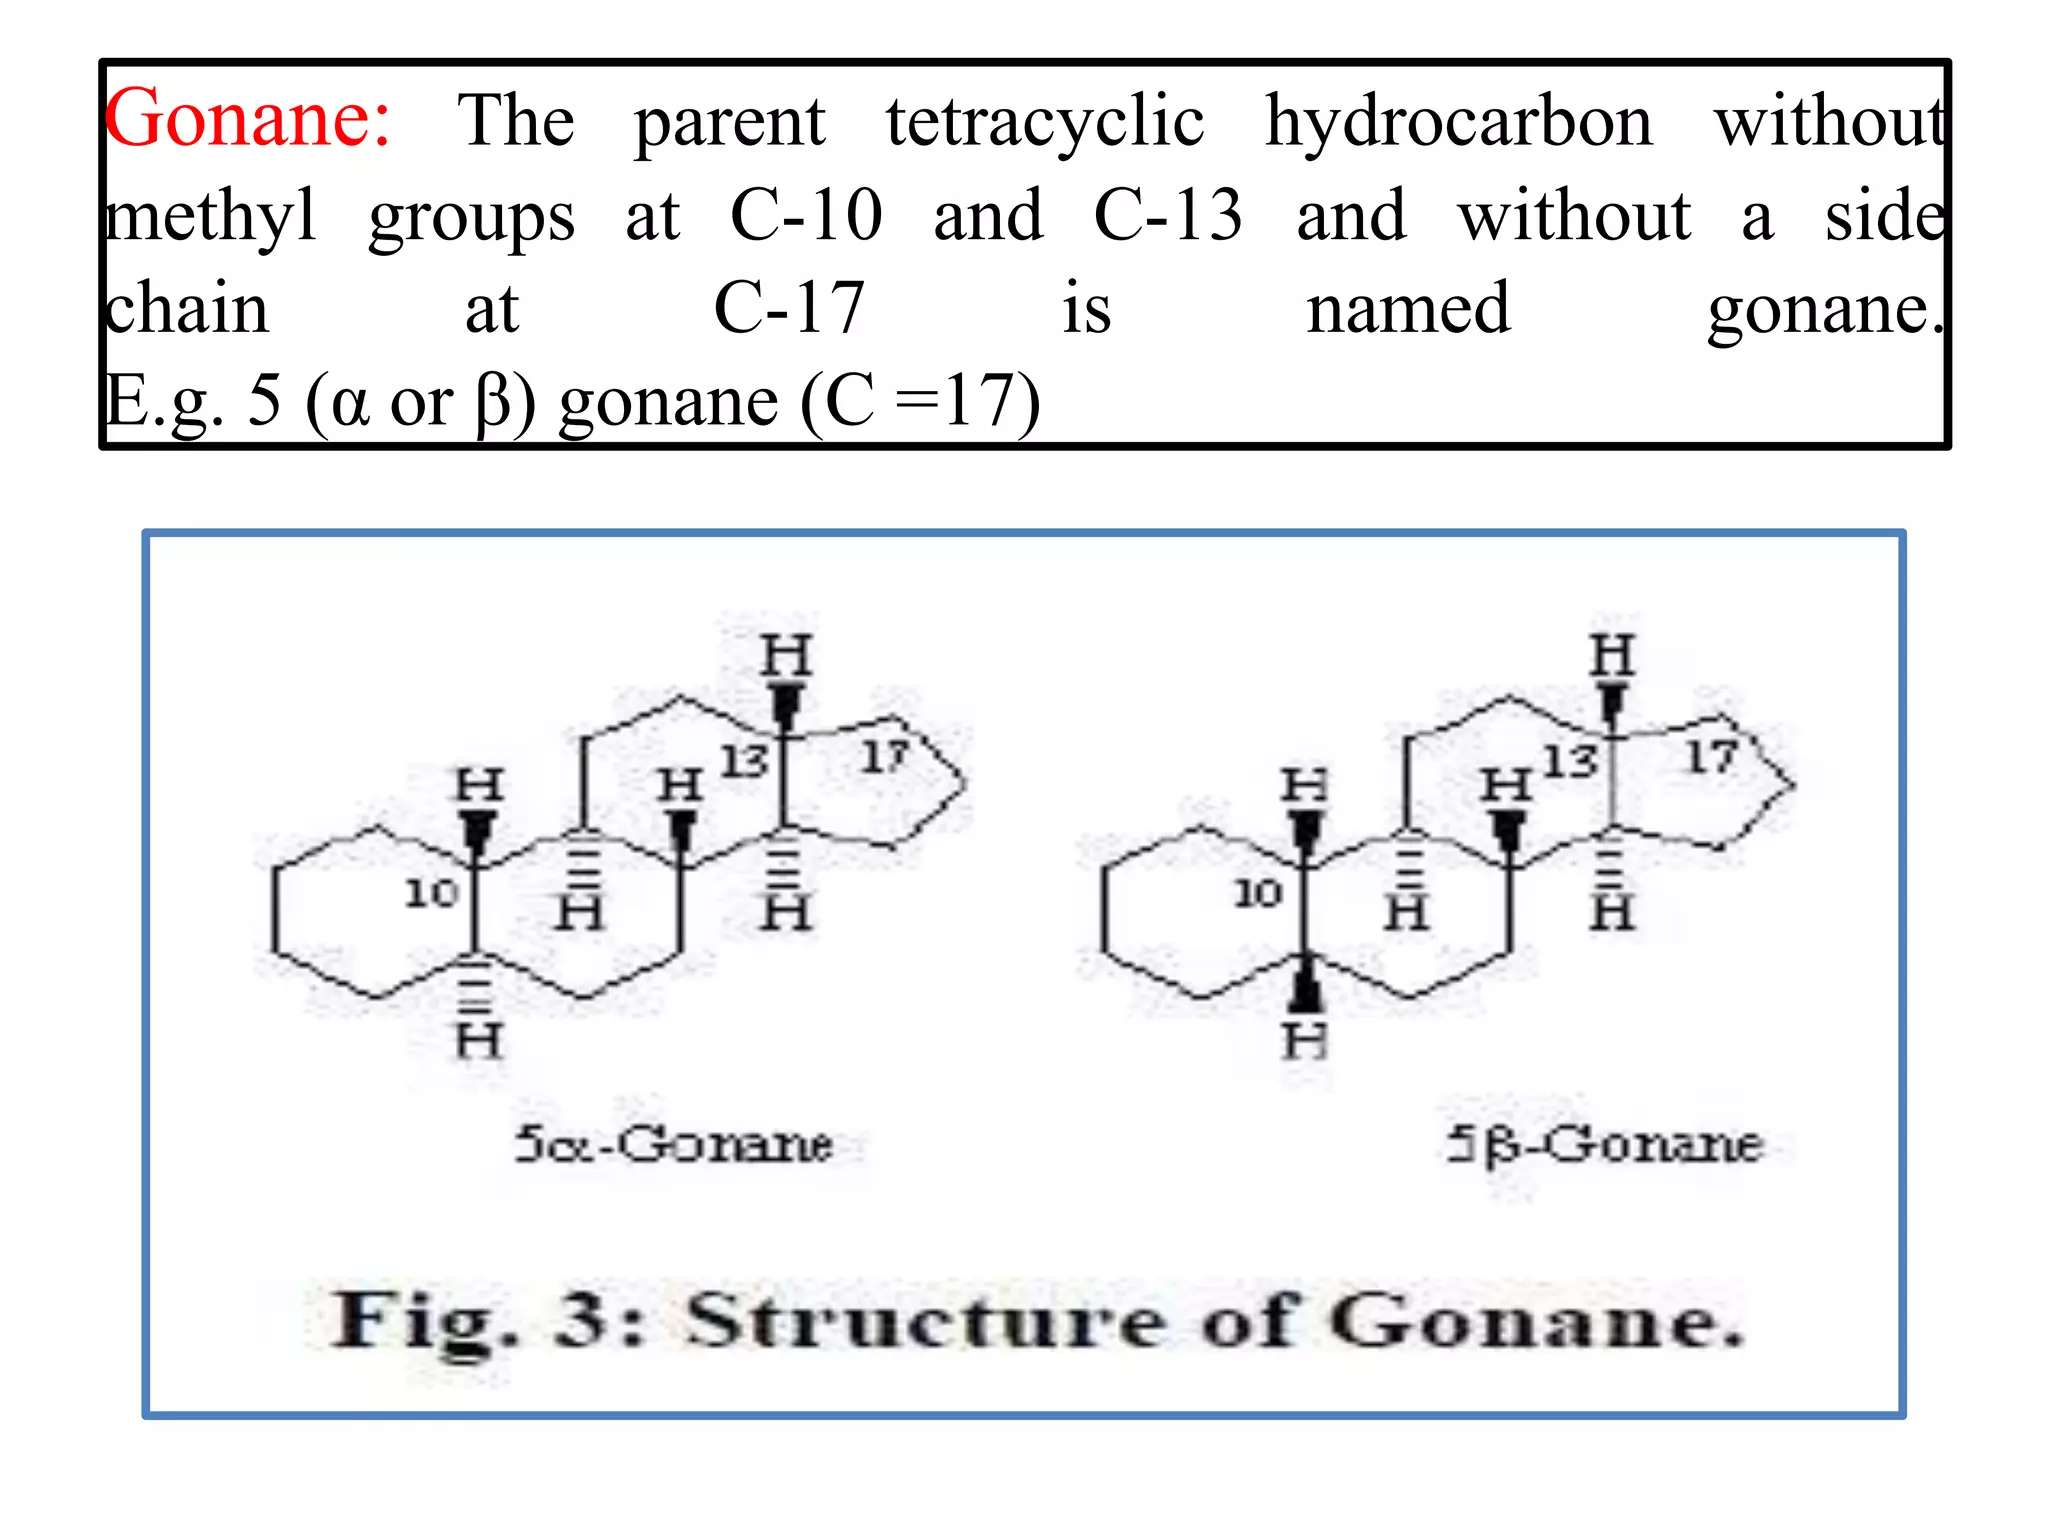 Gonane: The parent tetracyclic hydrocarbon without
methyl groups at C-10 and C-13 and without a side
chain at C-17 is named gonane.
E.g. 5 (α or β) gonane (C =17)
H
13
17
H
H
10
H
H
H
5α-Gonane
H
13
17
H
H
10
H
H
H
5β-Gonane
Fig. 3: Structure of Gonane.